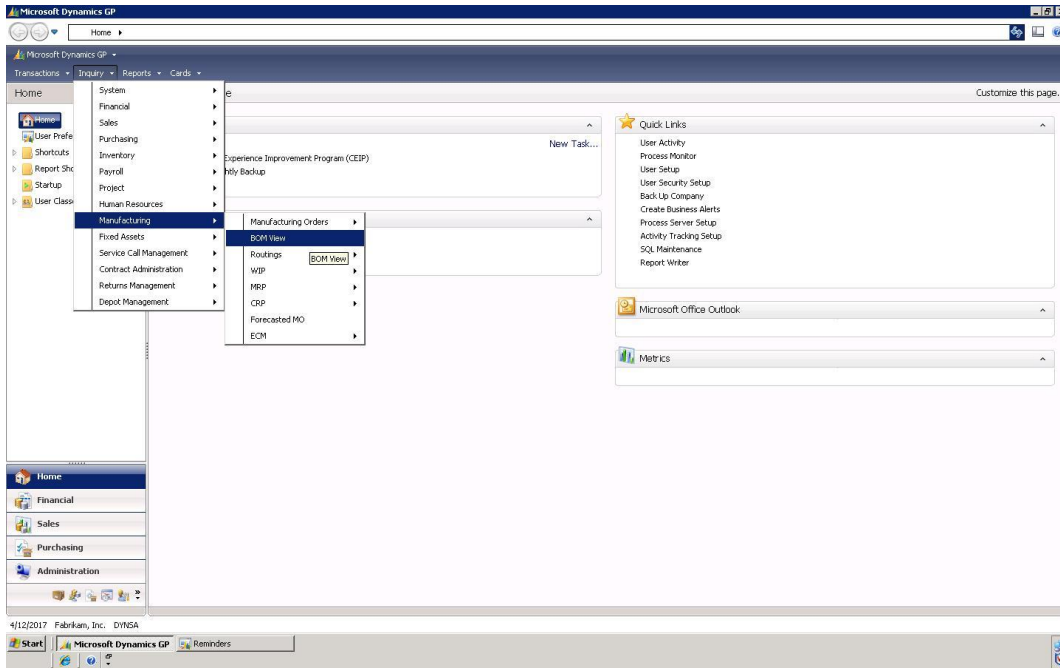 Microsoft Dynamics GP
Home
Microsoft Dynamics GP
Transactions Inquiry Reports Cards
Home
e
Customize this page.
Home
User Prefe
Shortcuts
Report Sho
Startup
User Class
System
Financial
Sales
Purchasing
Inventory
Payroll
Project
Human Resources
Manufacturing
Fixed Assets
Service Call Management
Contract Administration
Returns Management
Depot Management
Manufacturing Orders
BOM View
Routings
BOM View
WIP
MRP
CRP
Forecasted MO
ECM
New Task...
Experience Improvement Program (CEIP)
htly Backup
Quick Links
User Activity
Process Monitor
User Setup
User Security Setup
Back Up Company
Create Business Alerts
Process Server Setup
Activity Tracking Setup
SQL Maintenance
Report Writer
Microsoft Office Outlook
Metrics
Home
Financial
Sales
Purchasing
Administration
4/12/2017 Fabrikam, Inc. DYNSA
Start Microsoft Dynamics GP Reminders